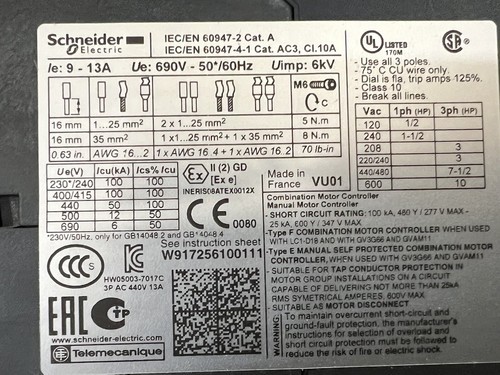 Schneider Electric
IEC/EN 60947-2 Cat. A
IEC/EN 60947-4-1 Cat. AC3, Cl.10A
UL LISTED 170M
SA
Ie: 9 - 13A Ue: 690V - 50*/60Hz Uimp: 6kV
- Use all 3 poles.
- 75°C CU wire only.
- Dial is fla, trip amps 125%.
- Class 10
- Break all lines.
M6
C
16 mm 1...25 mm² 2 x 1...25 mm² 5 N.m
16 mm 35 mm² 1 x1...25 mm² + 1 x 35 mm² 8 N.m
0.63 in. 1 AWG 16...2 1 x AWG 16..4 + 1 x AWG 16..2 70 lb-in
Vac 1ph (HP) 3ph (HP)
120 1/2
240 1-1/2
208 3
220/240 3
440/480 7-1/2
600 10
Ue(V) Icu(kA) Ics% Icu
230*/240 100 100
400/415 100 100
440 50 100
500 12 50
690 6 50
Ex II (2) GD
[Ex e]
INERIS08ATEX0012X
CE 0080
Made in France VU01
*230V/50Hz, only for GB14048.2 and *GB14048.4
See instruction sheet
W917256100111
Combination Motor Controller
Manual Motor Controller
- SHORT CIRCUIT RATING: 100 kA, 480 Y / 277 V MAX -
25 kA, 600 Y / 347 V MAX
- Type F COMBINATION MOTOR CONTROLLER WHEN USED
WITH LC1-D18 AND WITH GV3G66 AND GVAM11
- Type E MANUAL SELF PROTECTED COMBINATION MOTOR
CONTROLLER, WHEN USED WITH GV3G66 AND GVAM11
- SUITABLE FOR TAP CONDUCTOR PROTECTION IN
MOTOR GROUP INSTALLATION ON A CIRCUIT
CAPABLE OF DELIVERING NOT MORE THAN 25kA
RMS SYMETRICAL AMPERES, 600V MAX
- SUITABLE AS MOTOR DISCONNECT
WARNING:
To maintain overcurrent short-circuit and
ground-fault protection, the manufacturer's
instructions for selection of overload and
short circuit protection must be followed to
reduce the risk of fire or electric shock.
CCC
HW05003-7017C
3P AC 440V 13A
EAC
TP
www.schneider-electric.com
Telemecanique